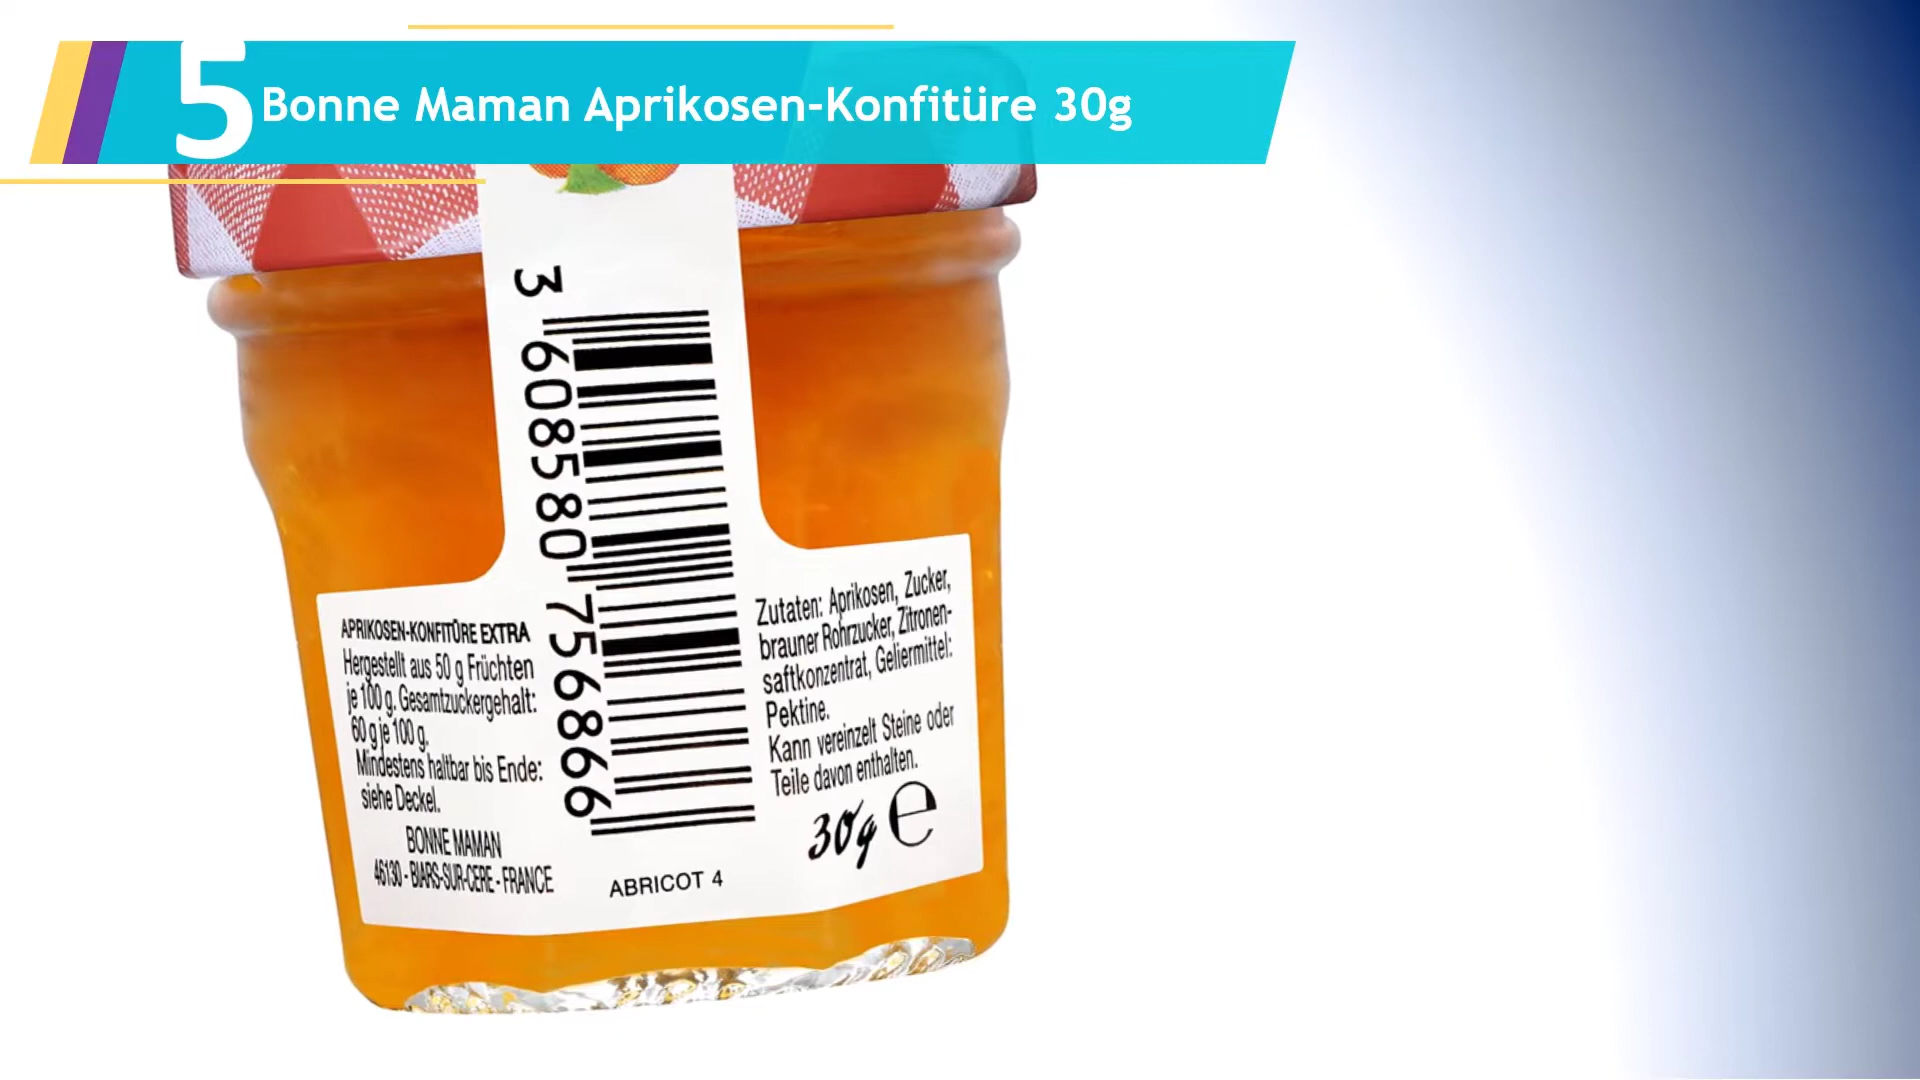 5
Bonne Maman Aprikosen-Konfitüre 30g
3 608580 756866
APRIKOSEN-KONFITÜRE EXTRA
Hergestellt aus 50 g Früchten
je 100 g. Gesamtzuckergehalt:
60 g je 100 g.
Mindestens haltbar bis Ende:
siehe Deckel.
BONNE MAMAN
46130 - BIARS-SUR-CERE - FRANCE
ABRICOT 4
Zutaten: Aprikosen, Zucker,
brauner Rohrzucker, Zitronen-
saftkonzentrat, Geliermittel:
Pektine.
Kann vereinzelt Steine oder
Teile davon enthalten.
30g e